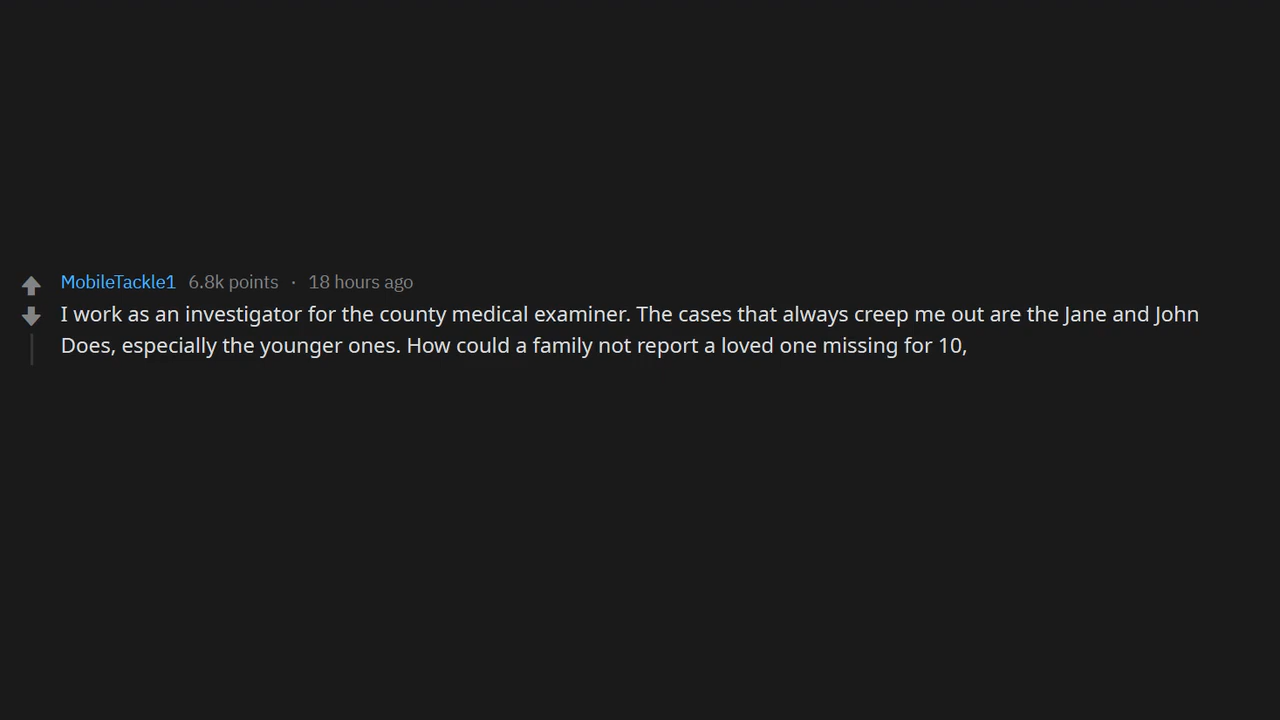 MobileTackle1 6.8k points · 18 hours ago
I work as an investigator for the county medical examiner. The cases that always creep me out are the Jane and John
Does, especially the younger ones. How could a family not report a loved one missing for 10,